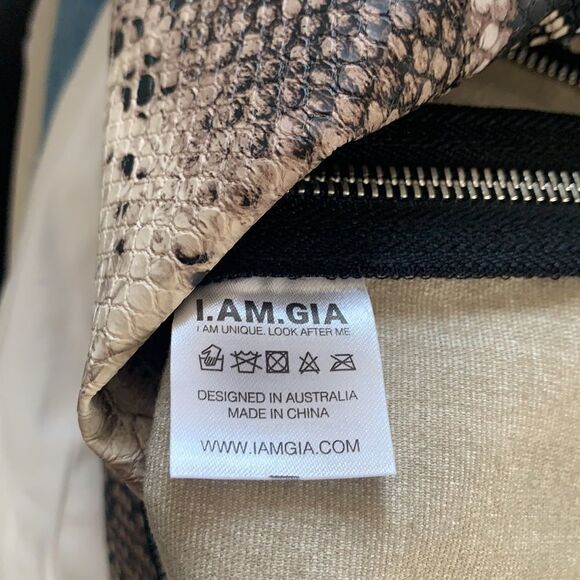 I.AM.GIA
I AM UNIQUE. LOOK AFTER ME
DESIGNED IN AUSTRALIA
MADE IN CHINA
WWW.IAMGIA.COM